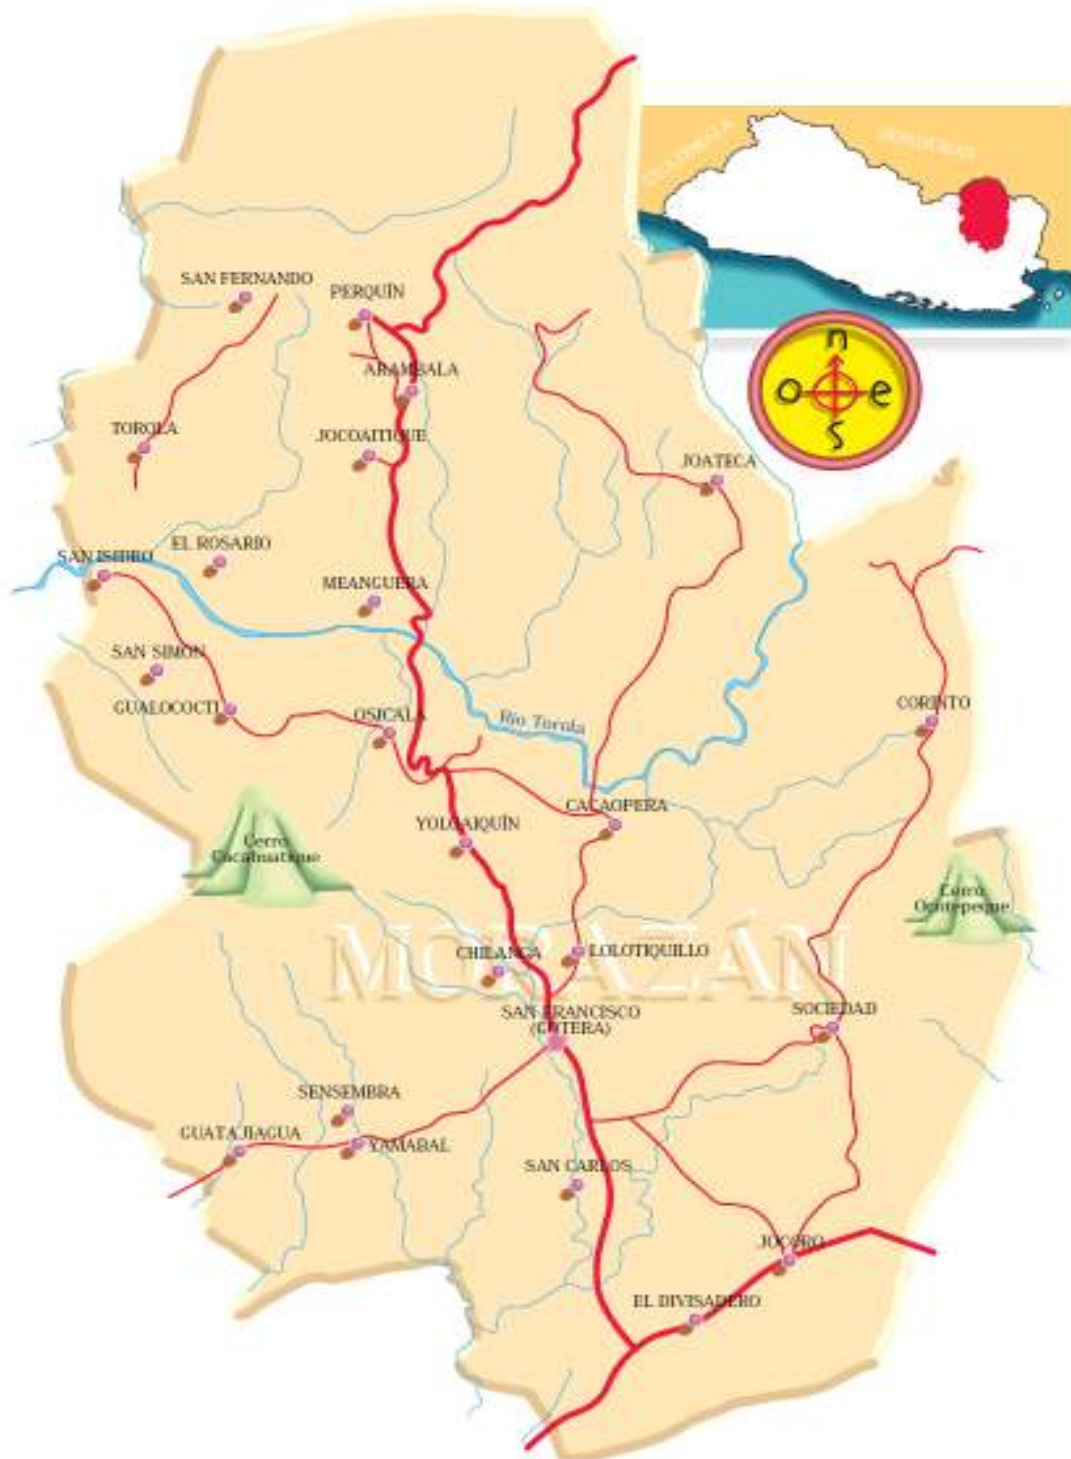 GUATEMALA
HONDURAS
n
o e
s
SAN FERNANDO
PERQUÍN
ARAMBALA
TOROLA
JOCOAITIQUE
JOATECA
EL ROSARIO
SAN ISIDRO
MEANGUERA
SAN SIMON
GUALOCOCTI
OSICALA
Río Torola
CORINTO
CACAOPERA
YOLOAIQUÍN
Cerro
Cacahuatique
Cerro
Ocotepeque
MORAZÁN
CHILANGA
LOLOTIQUILLO
SAN FRANCISCO
(GOTERA)
SOCIEDAD
SENSEMBRA
GUATAJIAGUA
YAMABAL
SAN CARLOS
JOCORO
EL DIVISADERO